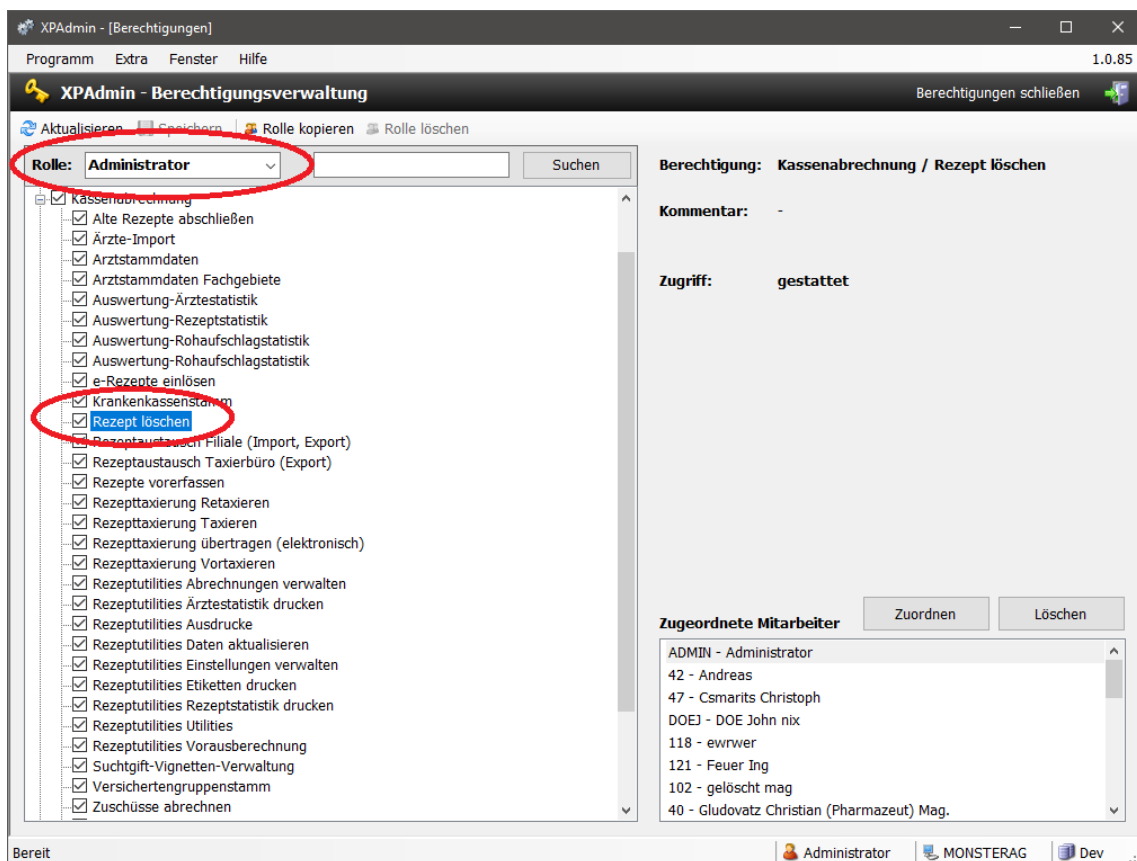 XPAdmin - [Berechtigungen]
Programm Extra Fenster Hilfe 1.0.85
XPAdmin - Berechtigungsverwaltung Berechtigungen schließen
Aktualisieren Speichern Rolle kopieren Rolle löschen
Rolle: Administrator Suchen
Kassenabrechnung
Alte Rezepte abschließen
Ärzte-Import
Arztstammdaten
Arztstammdaten Fachgebiete
Auswertung-Ärztestatistik
Auswertung-Rezeptstatistik
Auswertung-Rohaufschlagstatistik
Auswertung-Rohaufschlagstatistik
e-Rezepte einlösen
Krankenkassenstamm
Rezept löschen
Rezeptaustausch Filiale (Import, Export)
Rezeptaustausch Taxierbüro (Export)
Rezepte vorerfassen
Rezepttaxierung Retaxieren
Rezepttaxierung Taxieren
Rezepttaxierung übertragen (elektronisch)
Rezepttaxierung Vortaxieren
Rezeptutilities Abrechnungen verwalten
Rezeptutilities Ärztestatistik drucken
Rezeptutilities Ausdrucke
Rezeptutilities Daten aktualisieren
Rezeptutilities Einstellungen verwalten
Rezeptutilities Etiketten drucken
Rezeptutilities Rezeptstatistik drucken
Rezeptutilities Utilities
Rezeptutilities Vorausberechnung
Suchtgift-Vignetten-Verwaltung
Versichertengruppenstamm
Zuschüsse abrechnen
Berechtigung: Kassenabrechnung / Rezept löschen
Kommentar: -
Zugriff: gestattet
Zugeordnete Mitarbeiter Zuordnen Löschen
ADMIN - Administrator
42 - Andreas
47 - Csmarits Christoph
DOEJ - DOE John nix
118 - ewrwer
121 - Feuer Ing
102 - gelöscht mag
40 - Gludovatz Christian (Pharmazeut) Mag.
Bereit Administrator MONSTERAG Dev